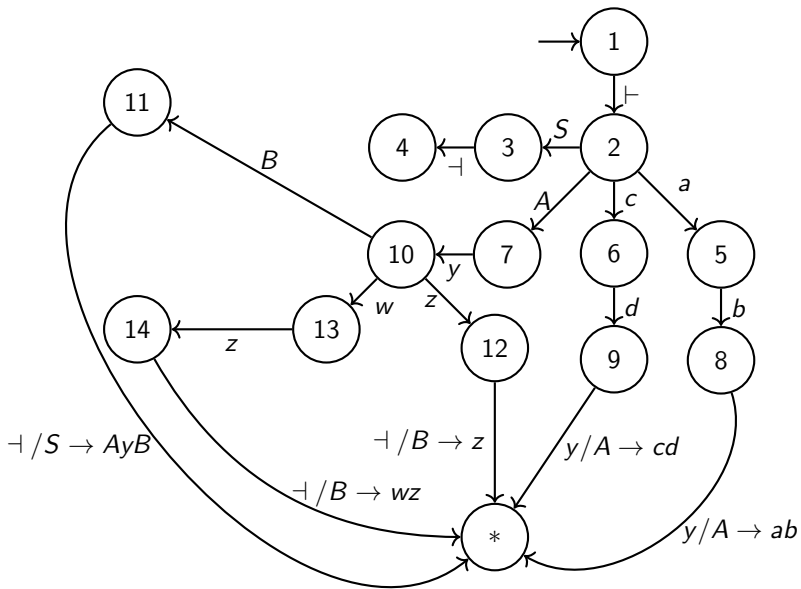 1
⊢
11
4
⊣
3
S
2
a
B
A
c
10
y
7
6
5
w
z
d
b
14
z
13
12
9
8
⊣/S → AyB
⊣/B → z
y/A → cd
⊣/B → wz
y/A → ab
*